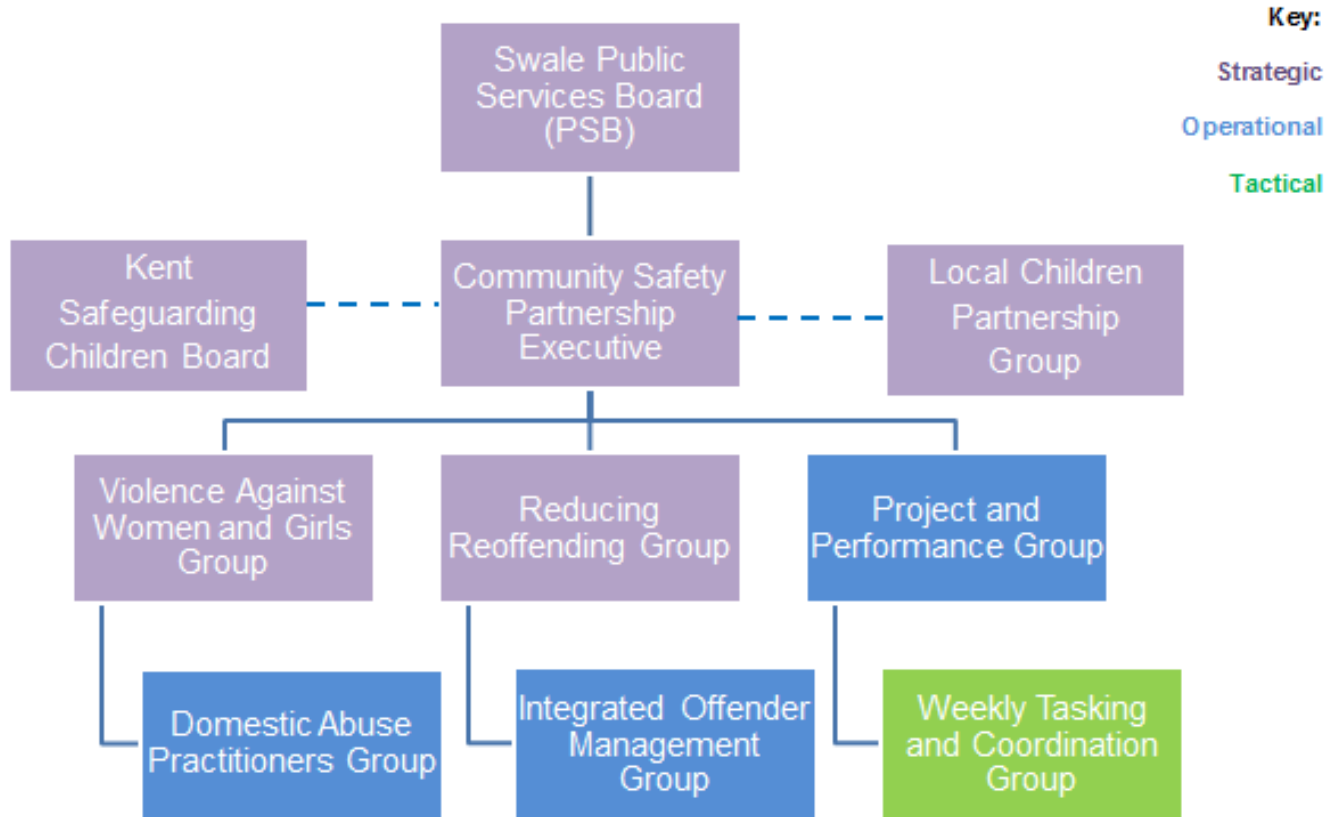 Key:
Strategic
Operational
Tactical
Swale Public
Services Board
(PSB)
Kent
Safeguarding
Children Board
Community Safety
Partnership
Executive
Local Children
Partnership
Group
Violence Against
Women and Girls
Group
Reducing
Reoffending Group
Project and
Performance Group
Domestic Abuse
Practitioners Group
Integrated Offender
Management
Group
Weekly Tasking
and Coordination
Group